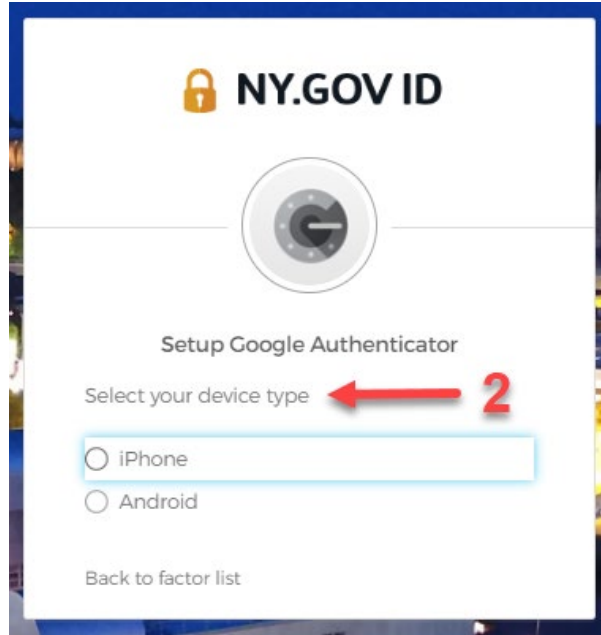 NY.GOV ID
Setup Google Authenticator
Select your device type 2
iPhone
Android
Back to factor list